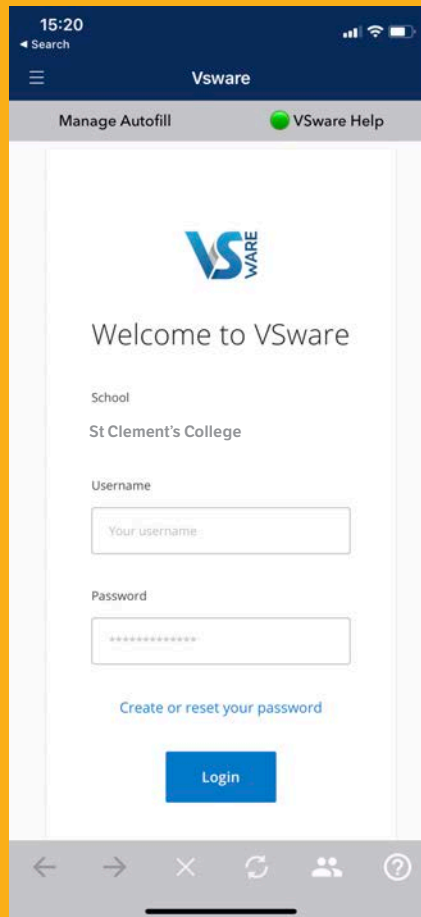 15:20
◄ Search
Vsware
Manage Autofill
VSware Help
VS
WARE
Welcome to VSware
School
St Clement's College
Username
Your username
Password
*************
Create or reset your password
Login